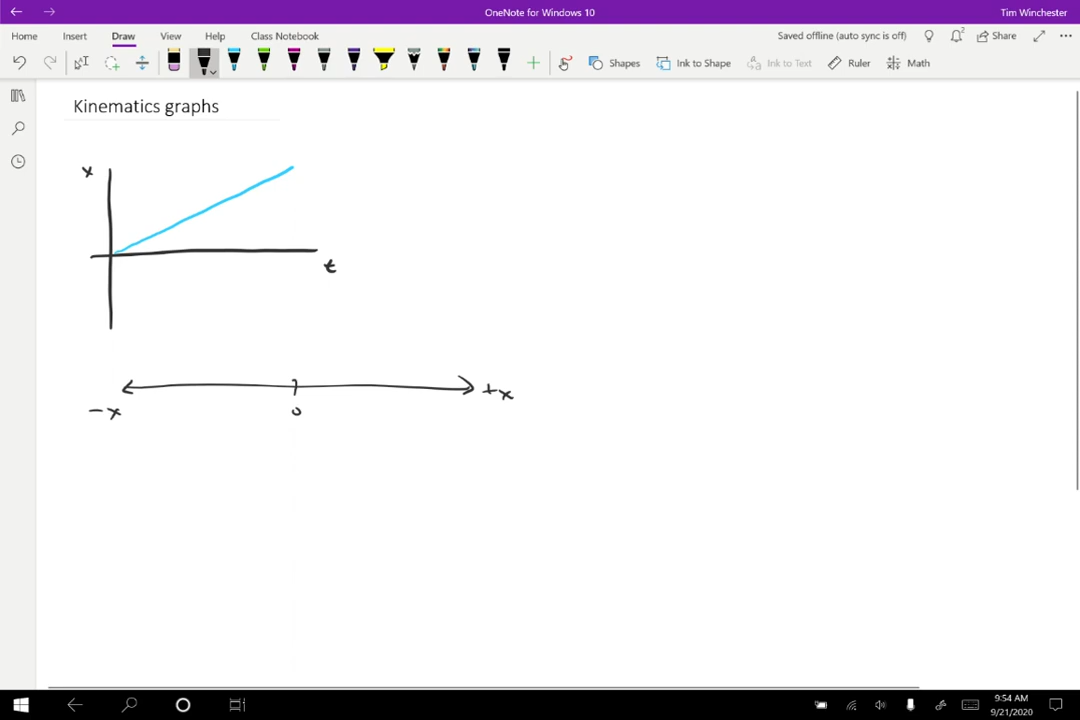 OneNote for Windows 10
Tim Winchester
Home Insert Draw View Help Class Notebook
Saved offline (auto sync is off)
Share
Shapes
Ink to Shape
Ink to Text
Ruler
Math
Kinematics graphs
x
t
-x
0
+x
9:54 AM
9/21/2020